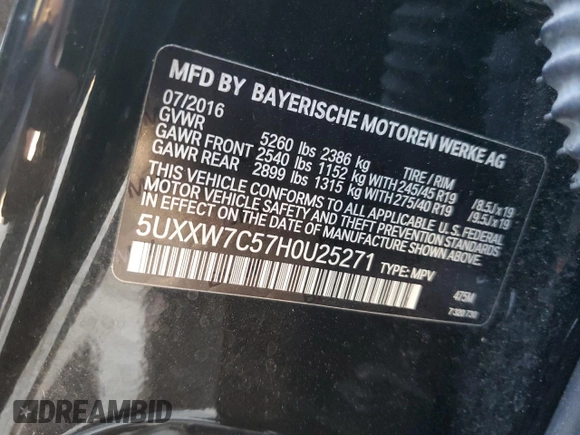 MFD BY BAYERISCHE MOTOREN WERKE AG
07/2016
GVWR 5260 lbs 2386 kg TIRE / RIM
GAWR FRONT 2540 lbs 1152 kg WITH 245/45 R19 /8.5J x 19
GAWR REAR 2899 lbs 1315 kg WITH 275/40 R19 /9.5J x 19
THIS VEHICLE CONFORMS TO ALL APPLICABLE U.S. FEDERAL
MOTOR VEHICLE SAFETY, BUMPER, AND THEFT PREVENTION STANDARDS
IN EFFECT ON THE DATE OF MANUFACTURE SHOWN ABOVE.
5UXXW7C57H0U25271 TYPE: MPV
475M
DREAMBID